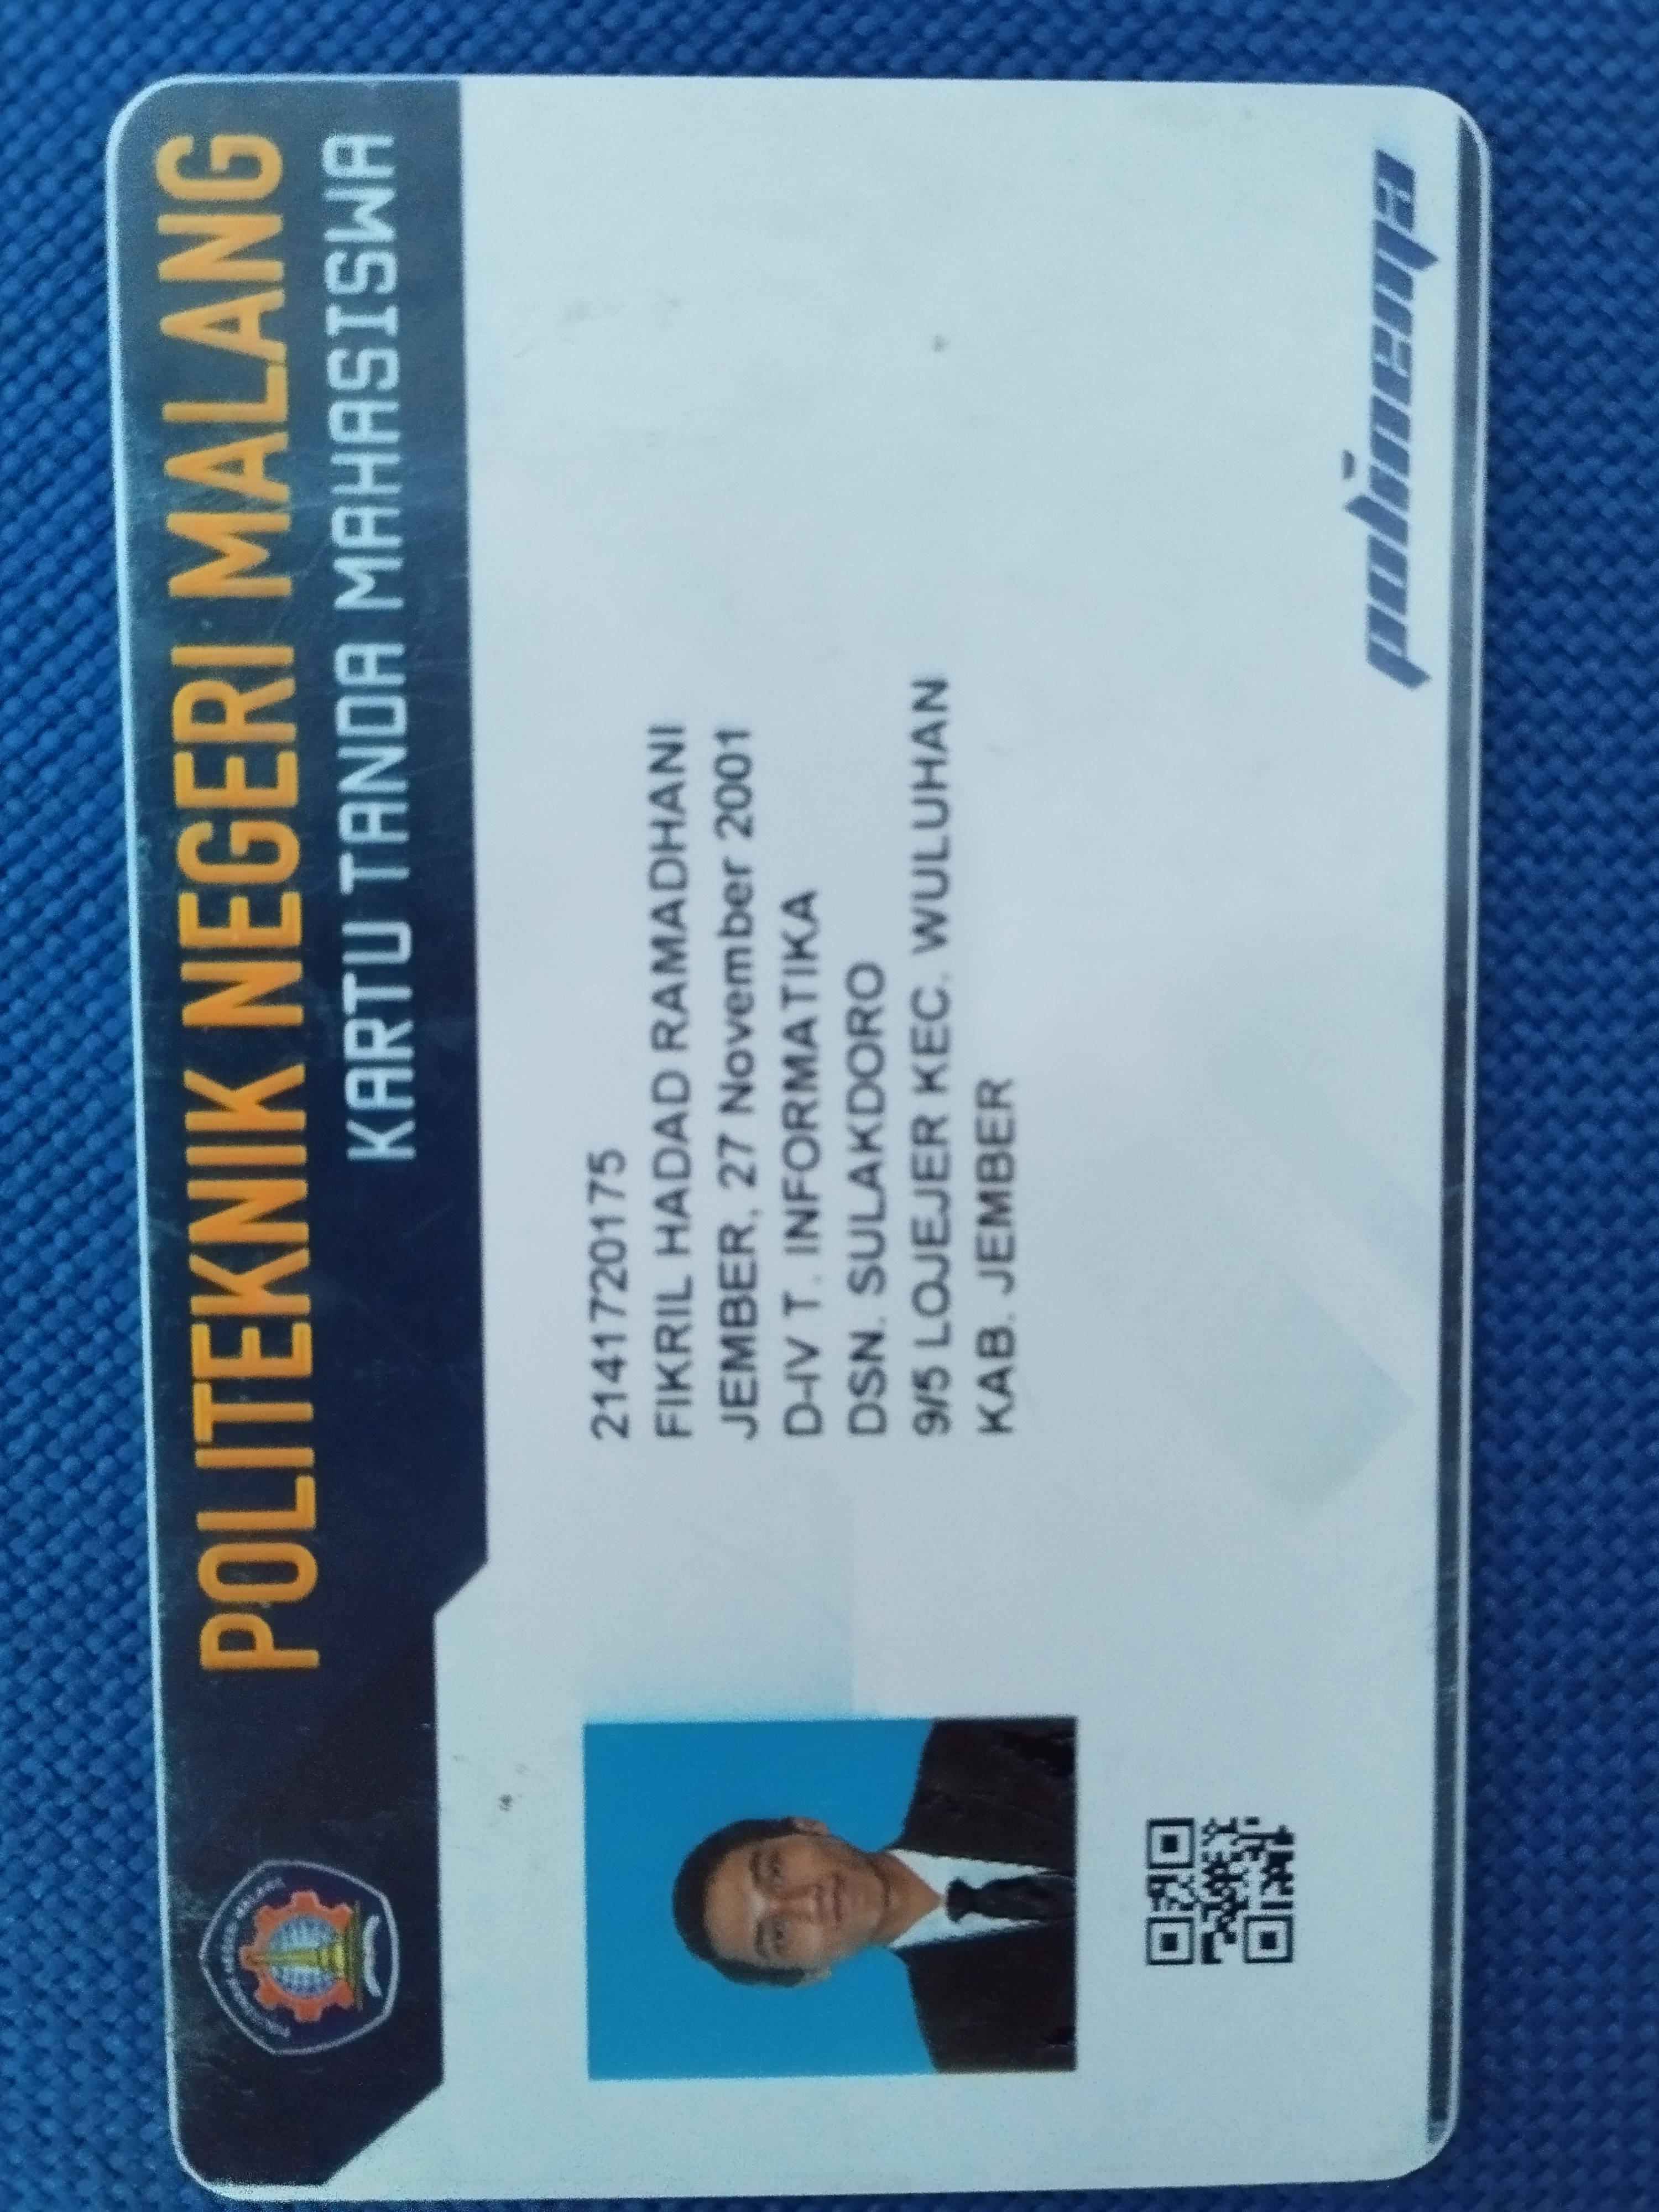 POLITEKNIK NEGERI MALANG
KARTU TANDA MAHASISWA
2141720175
FIKRIL HADAD RAMADHANI
JEMBER, 27 November 2001
D-IV T. INFORMATIKA
DSN. SULAKDORO
9/5 LOJEJER KEC. WULUHAN
KAB. JEMBER
polinema